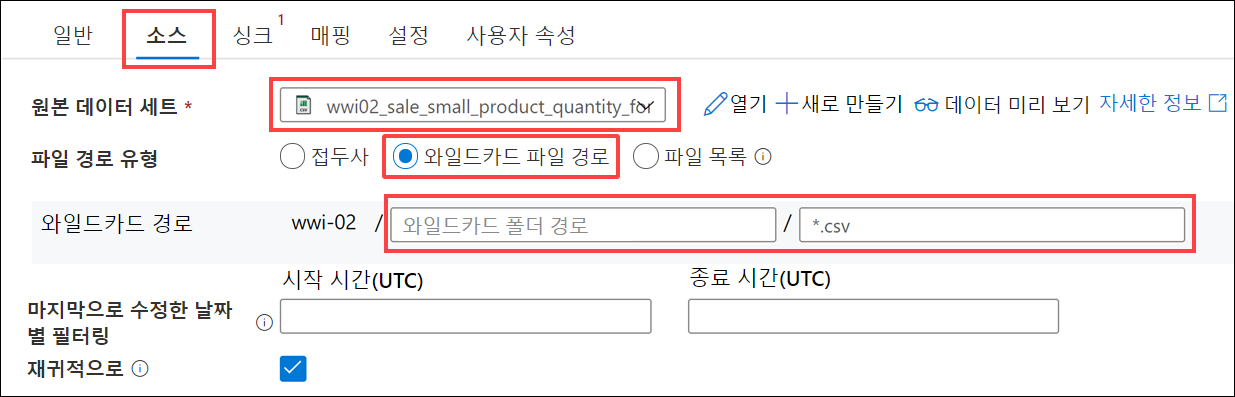 일반 소스 싱크 1 매핑 설정 사용자 속성
원본 데이터 세트 * wwi02_sale_small_product_quantity_for 열기 새로 만들기 데이터 미리 보기 자세한 정보
파일 경로 유형 접두사 와일드카드 파일 경로 파일 목록
와일드카드 경로 wwi-02 / 와일드카드 폴더 경로 / *.csv
시작 시간(UTC) 종료 시간(UTC)
마지막으로 수정한 날짜
별 필터링
재귀적으로